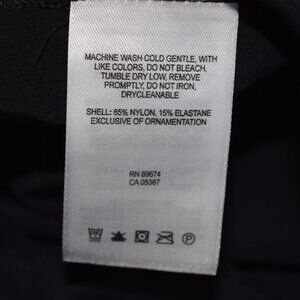 MACHINE WASH COLD GENTLE, WITH
LIKE COLORS, DO NOT BLEACH,
TUMBLE DRY LOW, REMOVE
PROMPTLY, DO NOT IRON,
DRYCLEANABLE
SHELL: 85% NYLON, 15% ELASTANE
EXCLUSIVE OF ORNAMENTATION
RN 89674
CA 05367